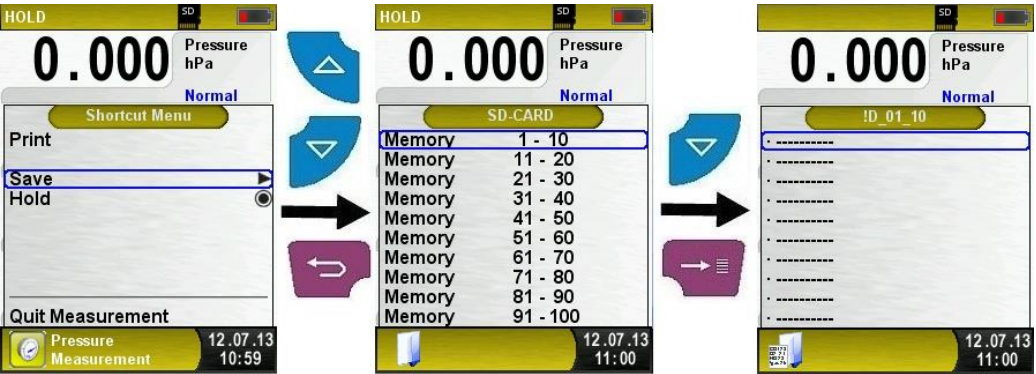 HOLD
SD
0.000 Pressure
hPa
Normal
Shortcut Menu
Print
Save
Hold
Quit Measurement
Pressure
Measurement
12.07.13
10:59
HOLD
SD
0.000 Pressure
hPa
Normal
SD-CARD
Memory 1 - 10
Memory 11 - 20
Memory 21 - 30
Memory 31 - 40
Memory 41 - 50
Memory 51 - 60
Memory 61 - 70
Memory 71 - 80
Memory 81 - 90
Memory 91 - 100
12.07.13
11:00
SD
0.000 Pressure
hPa
Normal
!D_01_10
· ----------
· ----------
· ----------
· ----------
· ----------
· ----------
· ----------
· ----------
· ----------
· ----------
12.07.13
11:00